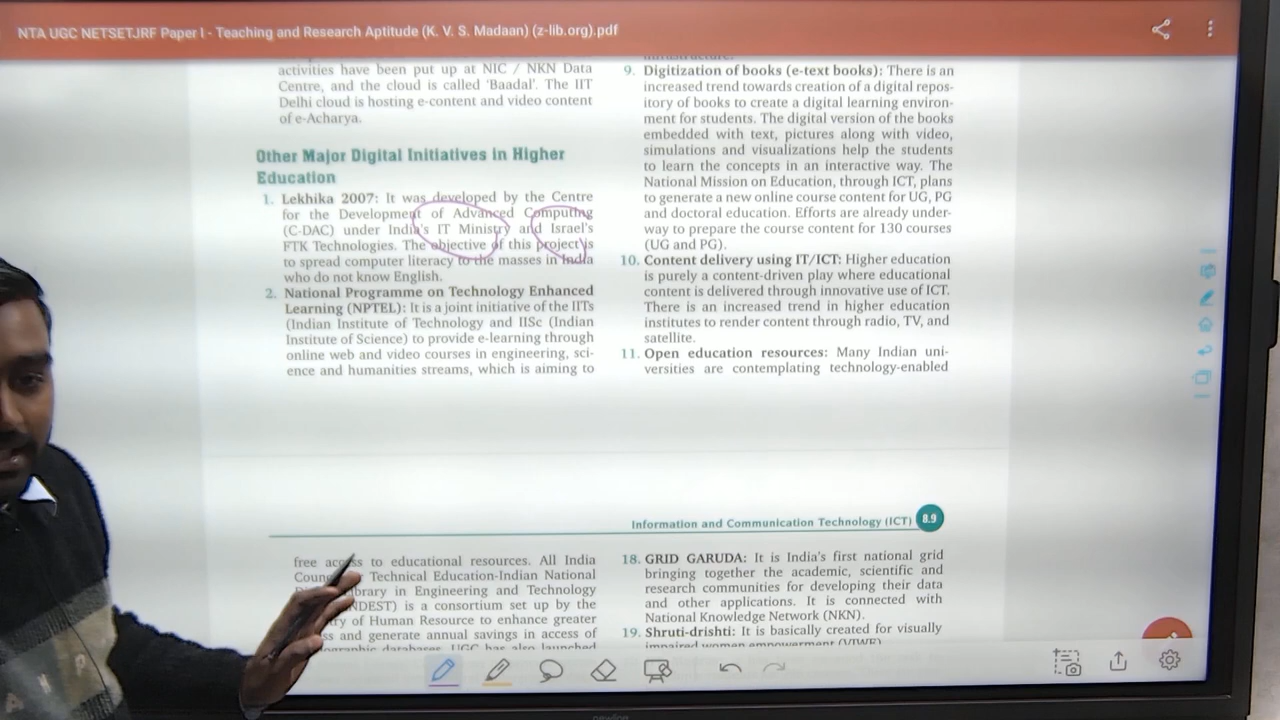 NTA UGC NETSETJRF Paper I - Teaching and Research Aptitude (K. V. S. Madaan) (z-lib.org).pdf
activities have been put up at NIC / NKN Data
Centre, and the cloud is called 'Baadal'. The IIT
Delhi cloud is hosting e-content and video content
of e-Acharya.
Other Major Digital Initiatives in Higher
Education
1. Lekhika 2007: It was developed by the Centre
for the Development of Advanced Computing
(C-DAC) under India's IT Ministry and Israel's
FTK Technologies. The objective of this project is
to spread computer literacy to the masses in India
who do not know English.
2. National Programme on Technology Enhanced
Learning (NPTEL): It is a joint initiative of the IITs
(Indian Institute of Technology and IISc (Indian
Institute of Science) to provide e-learning through
online web and video courses in engineering, sci-
ence and humanities streams, which is aiming to
9. Digitization of books (e-text books): There is an
increased trend towards creation of a digital repos-
itory of books to create a digital learning environ-
ment for students. The digital version of the books
embedded with text, pictures along with video,
simulations and visualizations help the students
to learn the concepts in an interactive way. The
National Mission on Education, through ICT, plans
to generate a new online course content for UG, PG
and doctoral education. Efforts are already under-
way to prepare the course content for 130 courses
(UG and PG).
10. Content delivery using IT/ICT: Higher education
is purely a content-driven play where educational
content is delivered through innovative use of ICT.
There is an increased trend in higher education
institutes to render content through radio, TV, and
satellite.
11. Open education resources: Many Indian uni-
versities are contemplating technology-enabled
Information and Communication Technology (ICT) 8.9
free access to educational resources. All India
Technical Education-Indian National
in Engineering and Technology
is a consortium set up by the
of Human Resource to enhance greater
and generate annual savings in access of
databases. UGC has also launched
18. GRID GARUDA: It is India's first national grid
bringing together the academic, scientific and
research communities for developing their data
and other applications. It is connected with
National Knowledge Network (NKN).
19. Shruti-drishti: It is basically created for visually
impaired women empowerment (VIWE)
newline